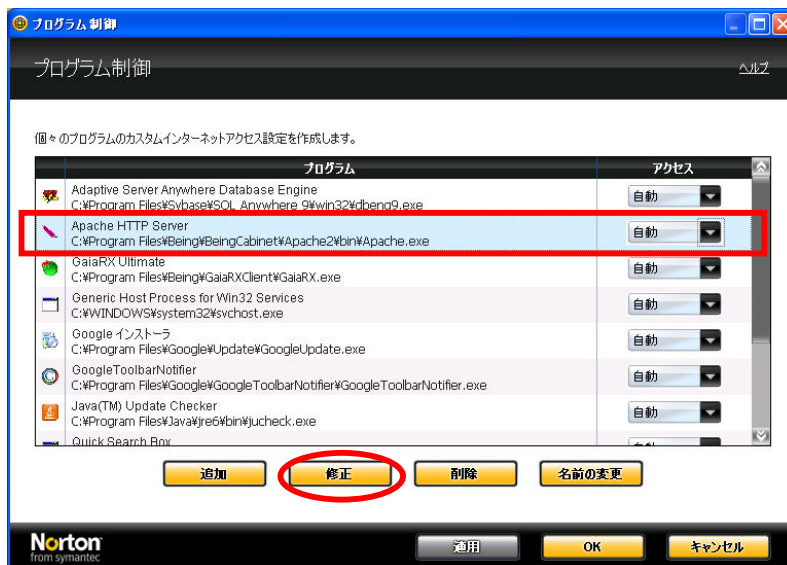 プログラム制御
プログラム制御
ヘルプ
個々のプログラムのカスタムインターネットアクセス設定を作成します。
プログラム アクセス
Adaptive Server Anywhere Database Engine 自動
C:¥Program Files¥Sybase¥SQL Anywhere 9¥win32¥dbeng9.exe
Apache HTTP Server 自動
C:¥Program Files¥Being¥BeingCabinet¥Apache2¥bin¥Apache.exe
GaiaRX Ultimate 自動
C:¥Program Files¥Being¥GaiaRXClient¥GaiaRX.exe
Generic Host Process for Win32 Services 自動
C:¥WINDOWS¥system32¥svchost.exe
Google インストーラ 自動
C:¥Program Files¥Google¥Update¥GoogleUpdate.exe
GoogleToolbarNotifier 自動
C:¥Program Files¥Google¥GoogleToolbarNotifier¥GoogleToolbarNotifier.exe
Java(TM) Update Checker 自動
C:¥Program Files¥Java¥jre6¥bin¥jucheck.exe
Quick Search Box
追加 修正 削除 名前の変更
Norton
from symantec
適用 OK キャンセル